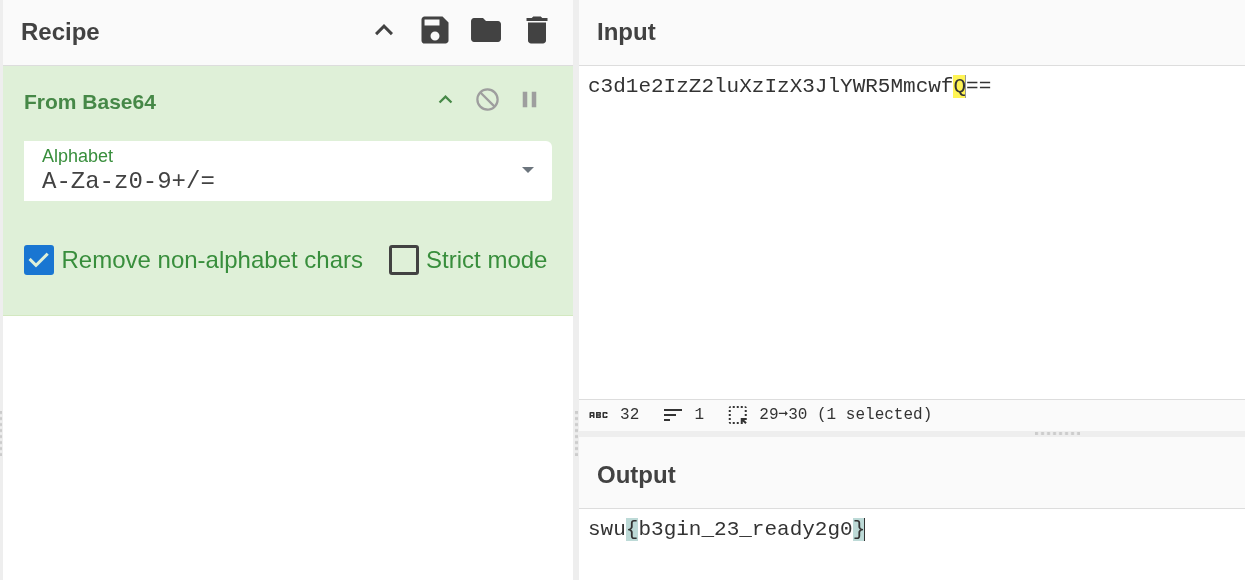 Recipe
From Base64
Alphabet
A-Za-z0-9+/=
Remove non-alphabet chars
Strict mode
Input
c3d1e2IzZ2luXzIzX3JlYWR5MmcwfQ==
ABC 32 1 29→30 (1 selected)
Output
swu{b3gin_23_ready2g0}